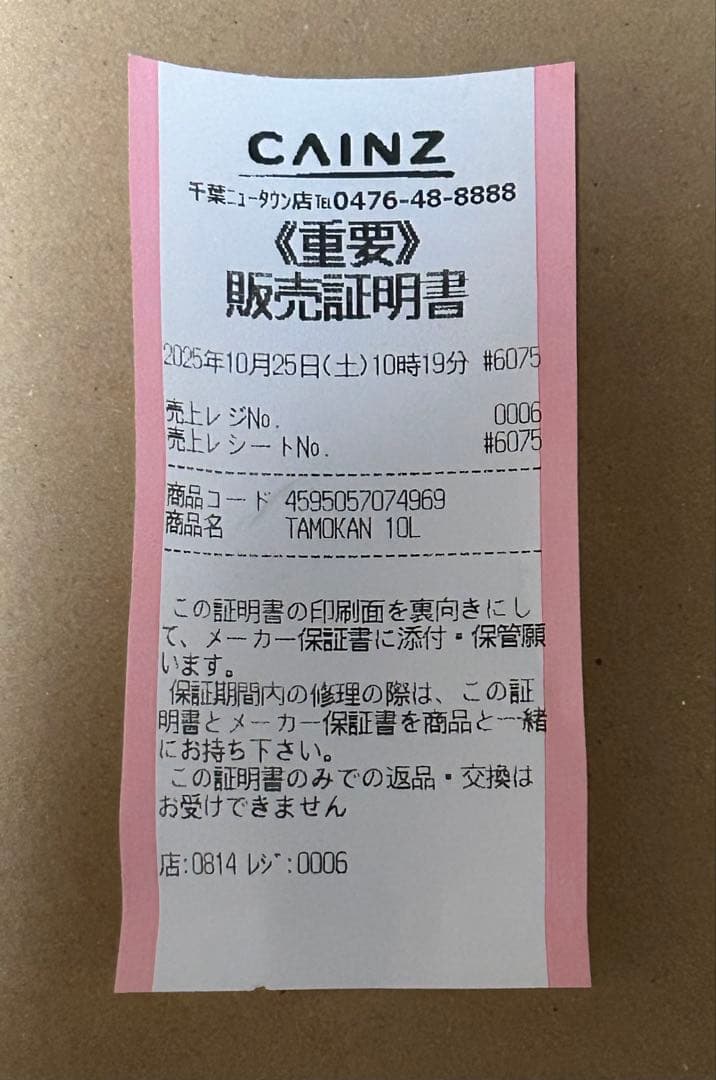 CAINZ
千葉ニュータウン店℡0476-48-8888
《重要》
販売証明書
2025年10月25日(土)10時19分 #6075
売上レジNo. 0006
売上レシートNo. #6075
商品コード 4595057074969
商品名 TAMOKAN 10L
この証明書の印刷面を裏向きにし
て、メーカー保証書に添付・保管願
います。
保証期間内の修理の際は、この証
明書とメーカー保証書を商品と一緒
にお持ち下さい。
この証明書のみでの返品・交換は
お受けできません
店:0814 レジ:0006